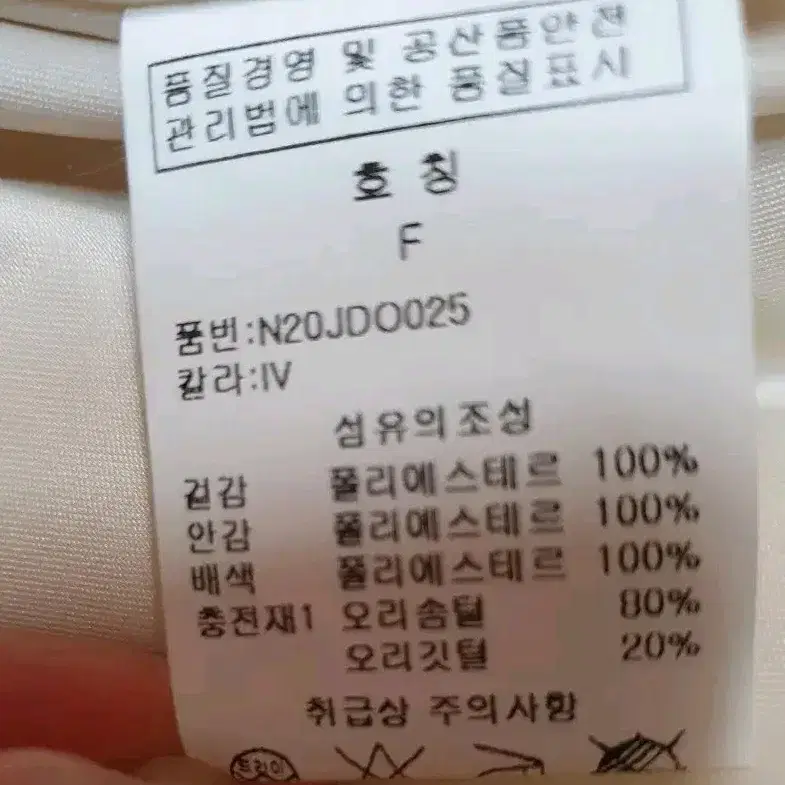 품질경영 및 공산품안전
관리법에 의한 품질표시
호 칭
F
품번:N20JDO025
칼라:IV
섬유의조성
겉감 폴리에스테르 100%
안감 폴리에스테르 100%
배색 폴리에스테르 100%
충전재1 오리솜털 80%
오리깃털 20%
취급상 주의사항
드라이